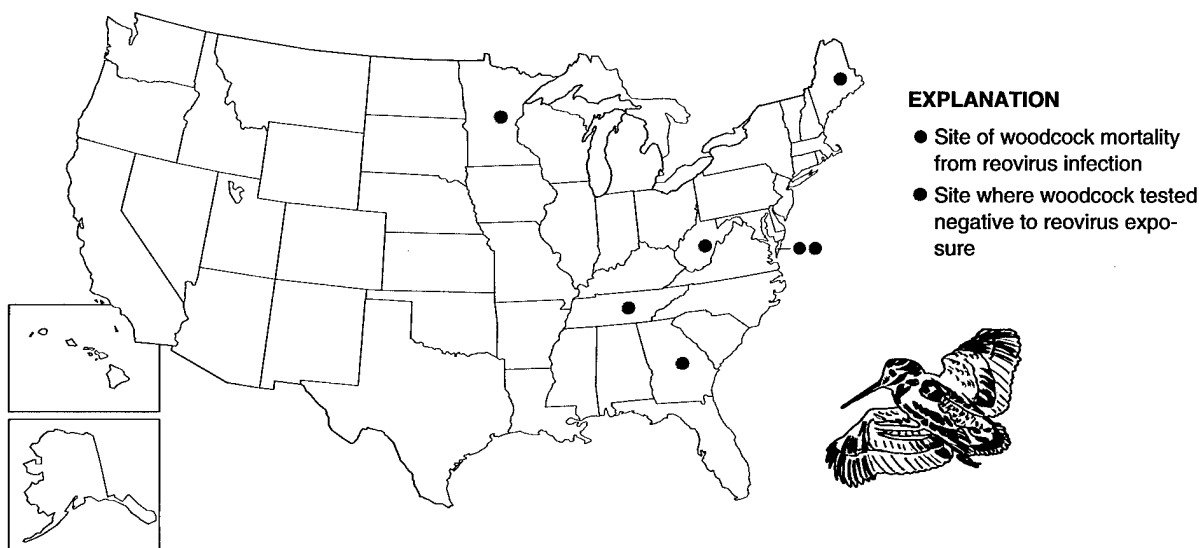 EXPLANATION
● Site of woodcock mortality
from reovirus infection
● Site where woodcock tested
negative to reovirus expo-
sure